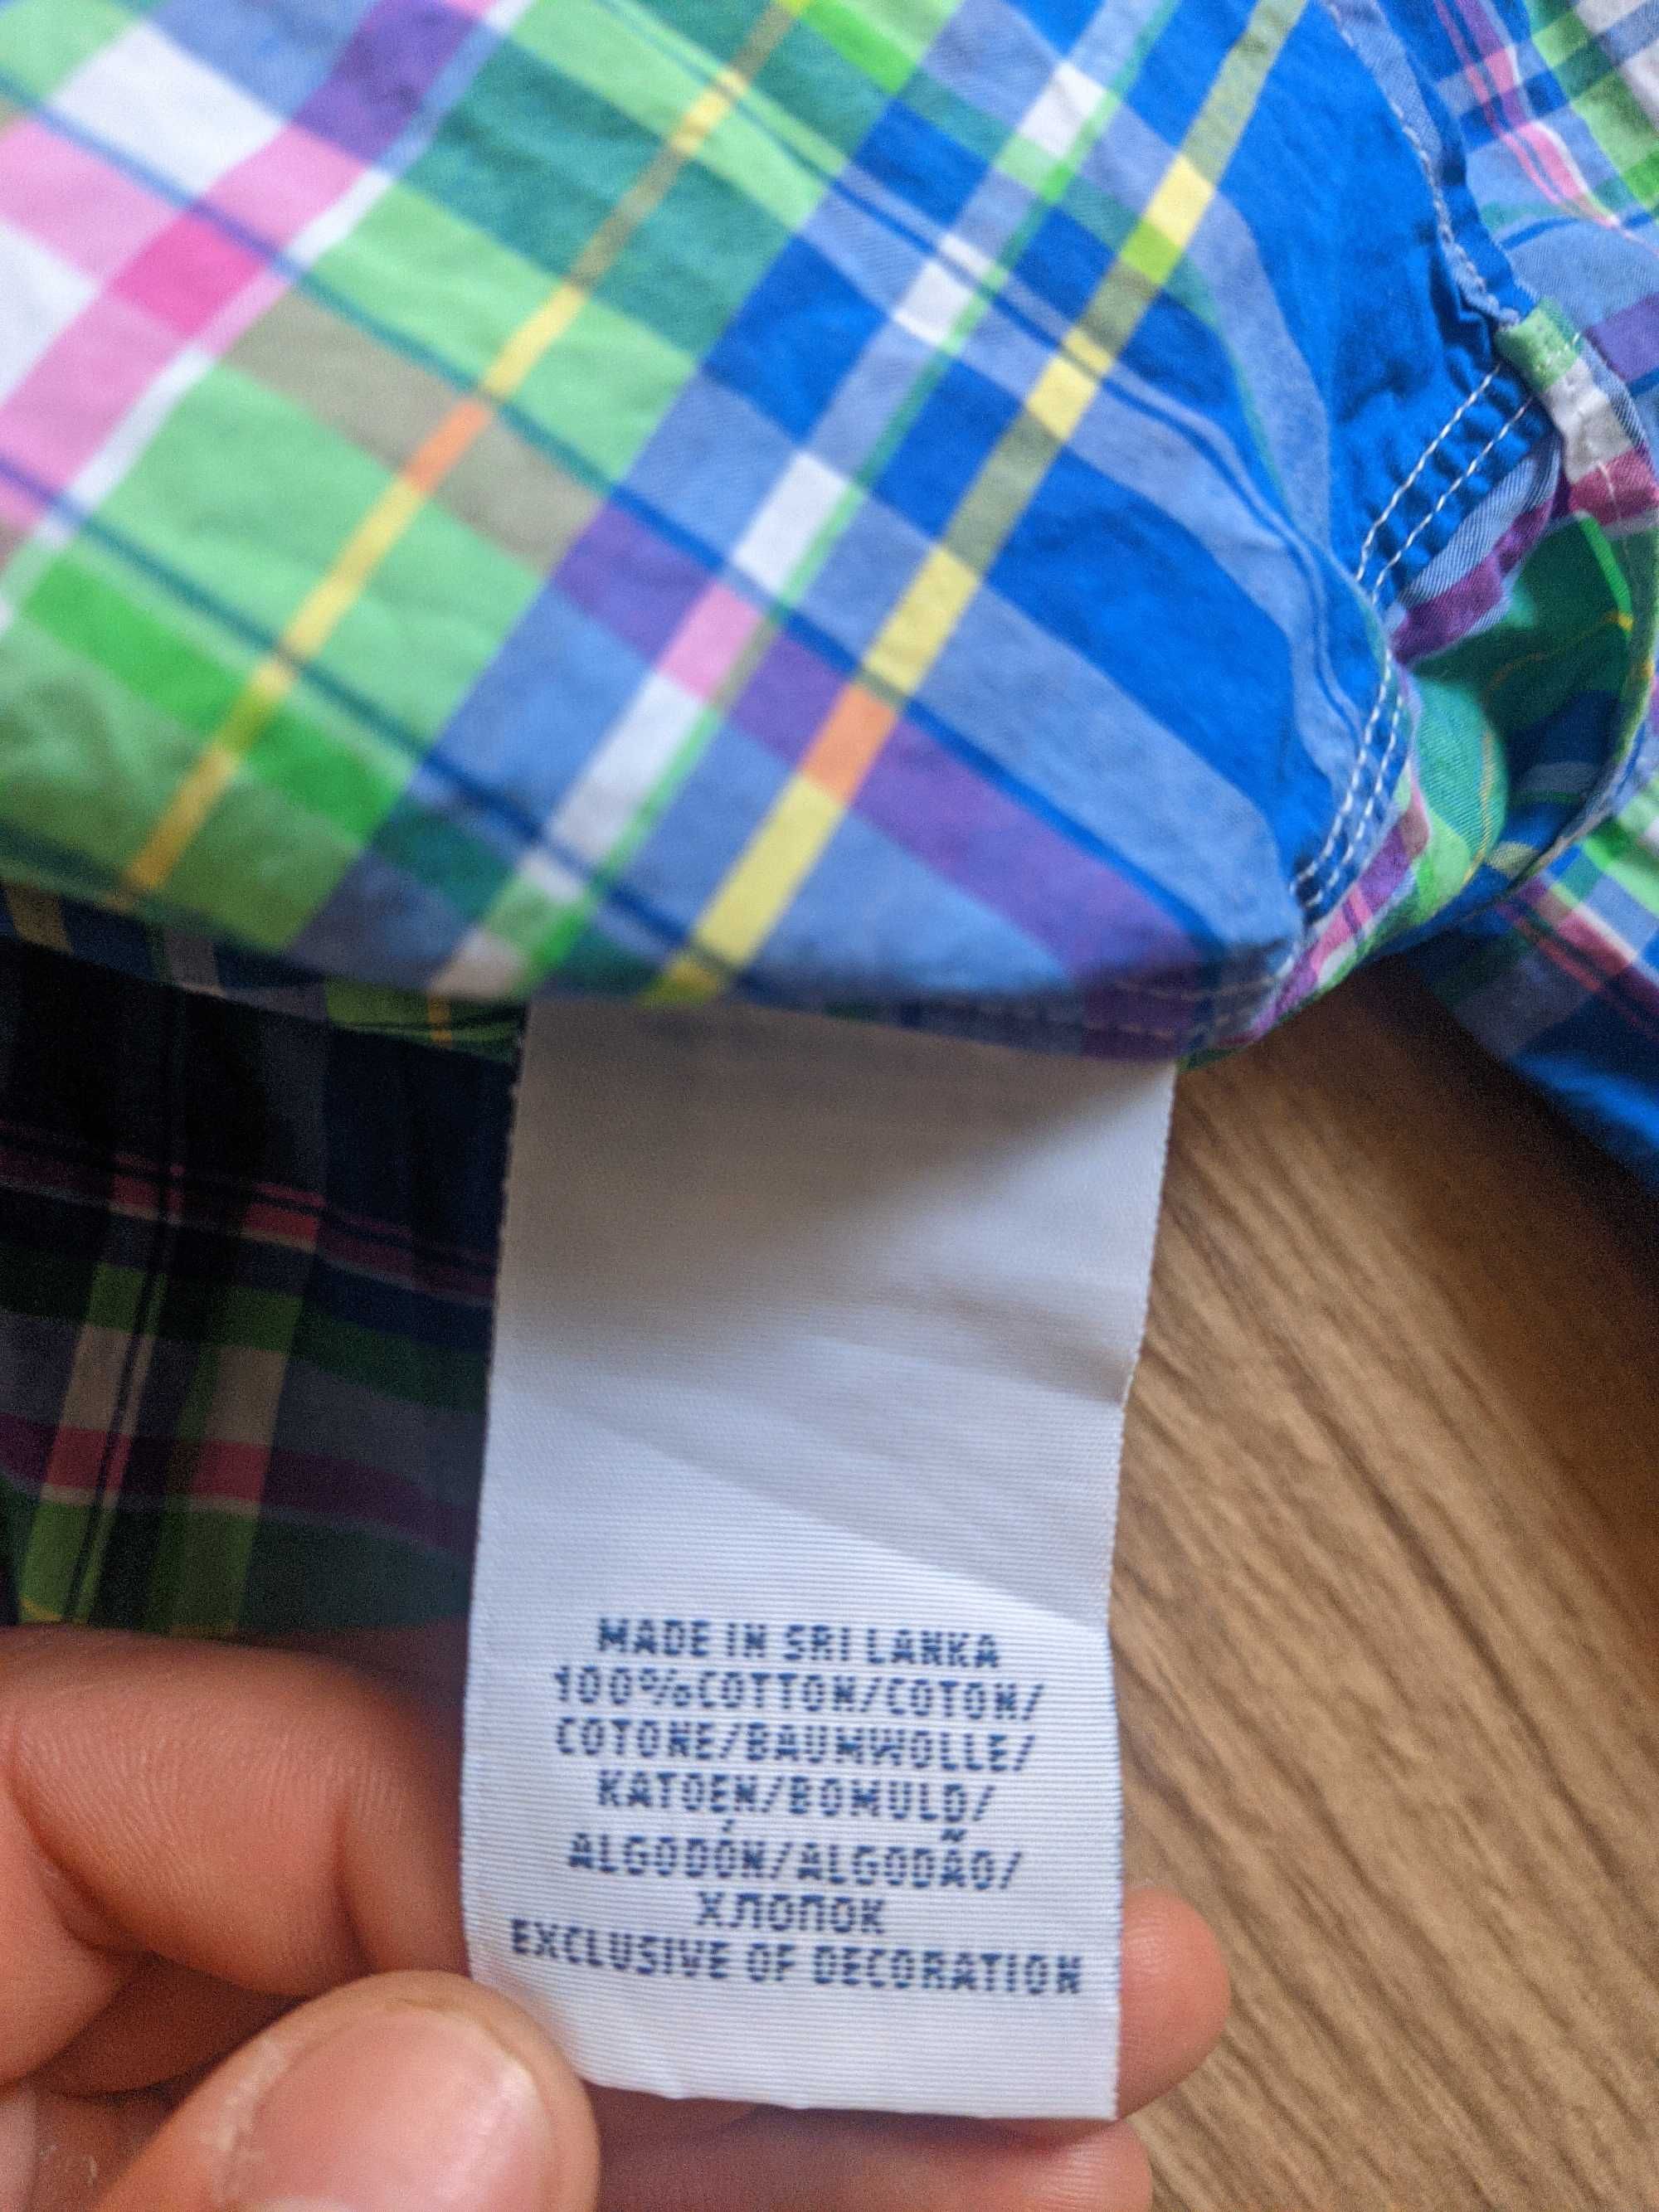 MADE IN SRI LANKA
100%COTTON/COTON/
COTONE/BAUMWOLLE/
KATOEN/BOMULD/
ALGODÓN/ALGODÃO/
ХЛОПОК
EXCLUSIVE OF DECORATION